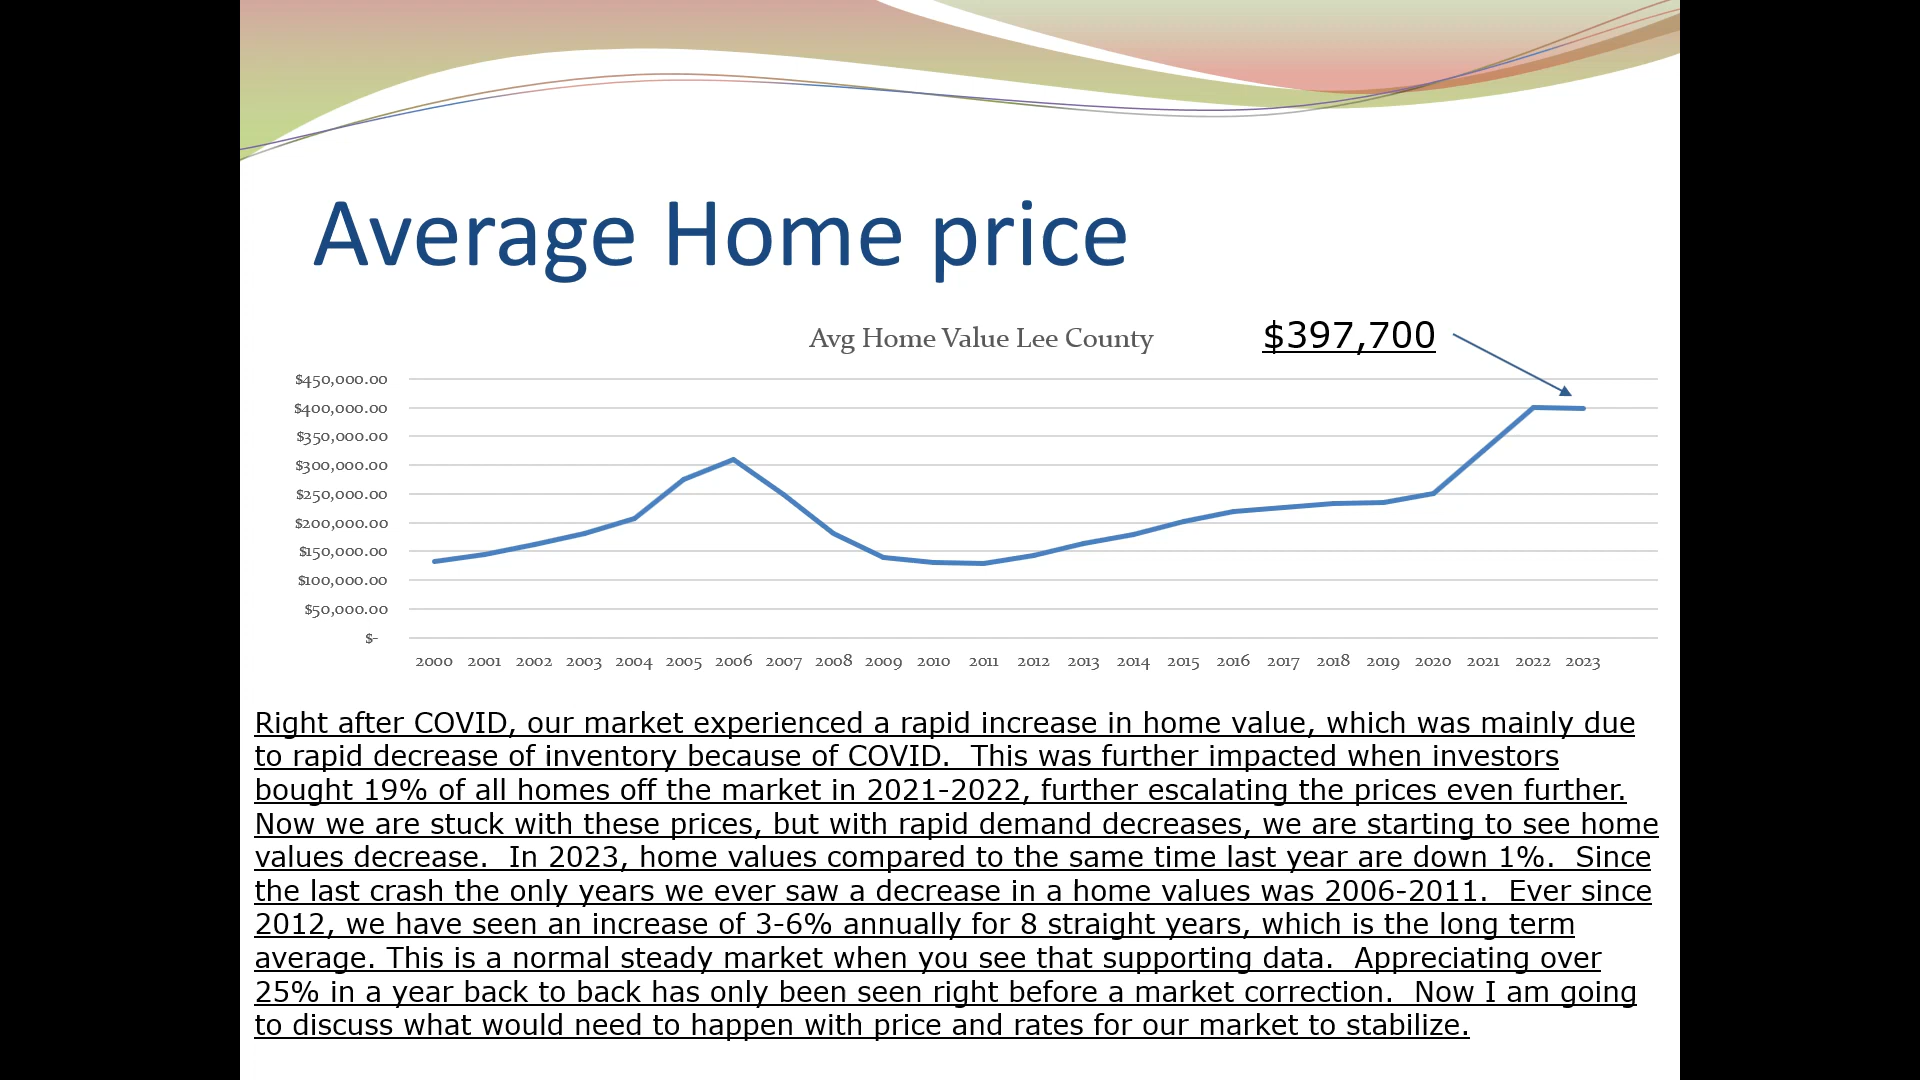 Average Home price
Avg Home Value Lee County
$397,700
$450,000.00
$400,000.00
$350,000.00
$300,000.00
$250,000.00
$200,000.00
$150,000.00
$100,000.00
$50,000.00
$-
2000 2001 2002 2003 2004 2005 2006 2007 2008 2009 2010 2011 2012 2013 2014 2015 2016 2017 2018 2019 2020 2021 2022 2023
Right after COVID, our market experienced a rapid increase in home value, which was mainly due
to rapid decrease of inventory because of COVID.  This was further impacted when investors
bought 19% of all homes off the market in 2021-2022, further escalating the prices even further.
Now we are stuck with these prices, but with rapid demand decreases, we are starting to see home
values decrease.  In 2023, home values compared to the same time last year are down 1%.  Since
the last crash the only years we ever saw a decrease in a home values was 2006-2011.  Ever since
2012, we have seen an increase of 3-6% annually for 8 straight years, which is the long term
average. This is a normal steady market when you see that supporting data.  Appreciating over
25% in a year back to back has only been seen right before a market correction.  Now I am going
to discuss what would need to happen with price and rates for our market to stabilize.